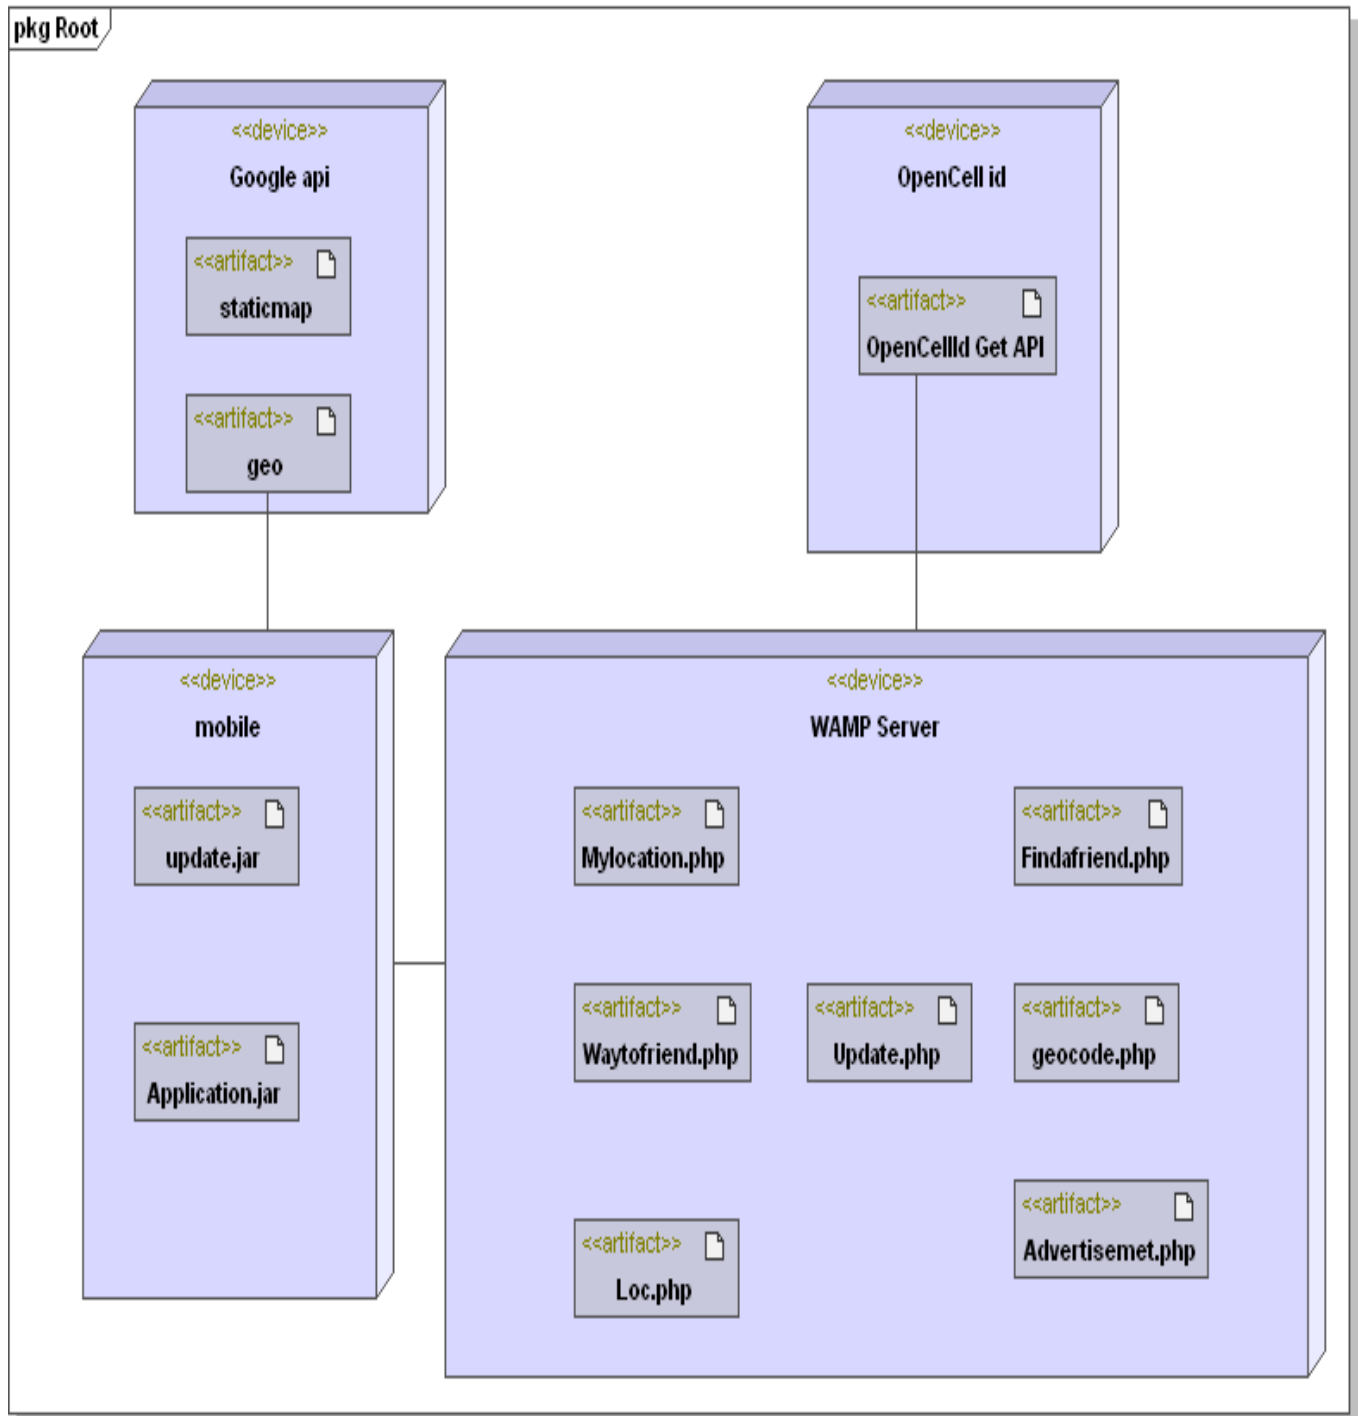 pkg Root
<<device>>
Google api
<<artifact>>
staticmap
<<artifact>>
geo
<<device>>
OpenCell id
<<artifact>>
OpenCellId Get API
<<device>>
mobile
<<artifact>>
update.jar
<<artifact>>
Application.jar
<<device>>
WAMP Server
<<artifact>>
Mylocation.php
<<artifact>>
Findafriend.php
<<artifact>>
Waytofriend.php
<<artifact>>
Update.php
<<artifact>>
geocode.php
<<artifact>>
Loc.php
<<artifact>>
Advertisemet.php